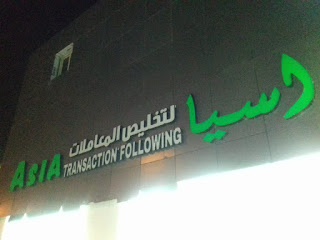 اسيا
لتخليص المعاملات
ASIA
TRANSACTION FOLLOWING